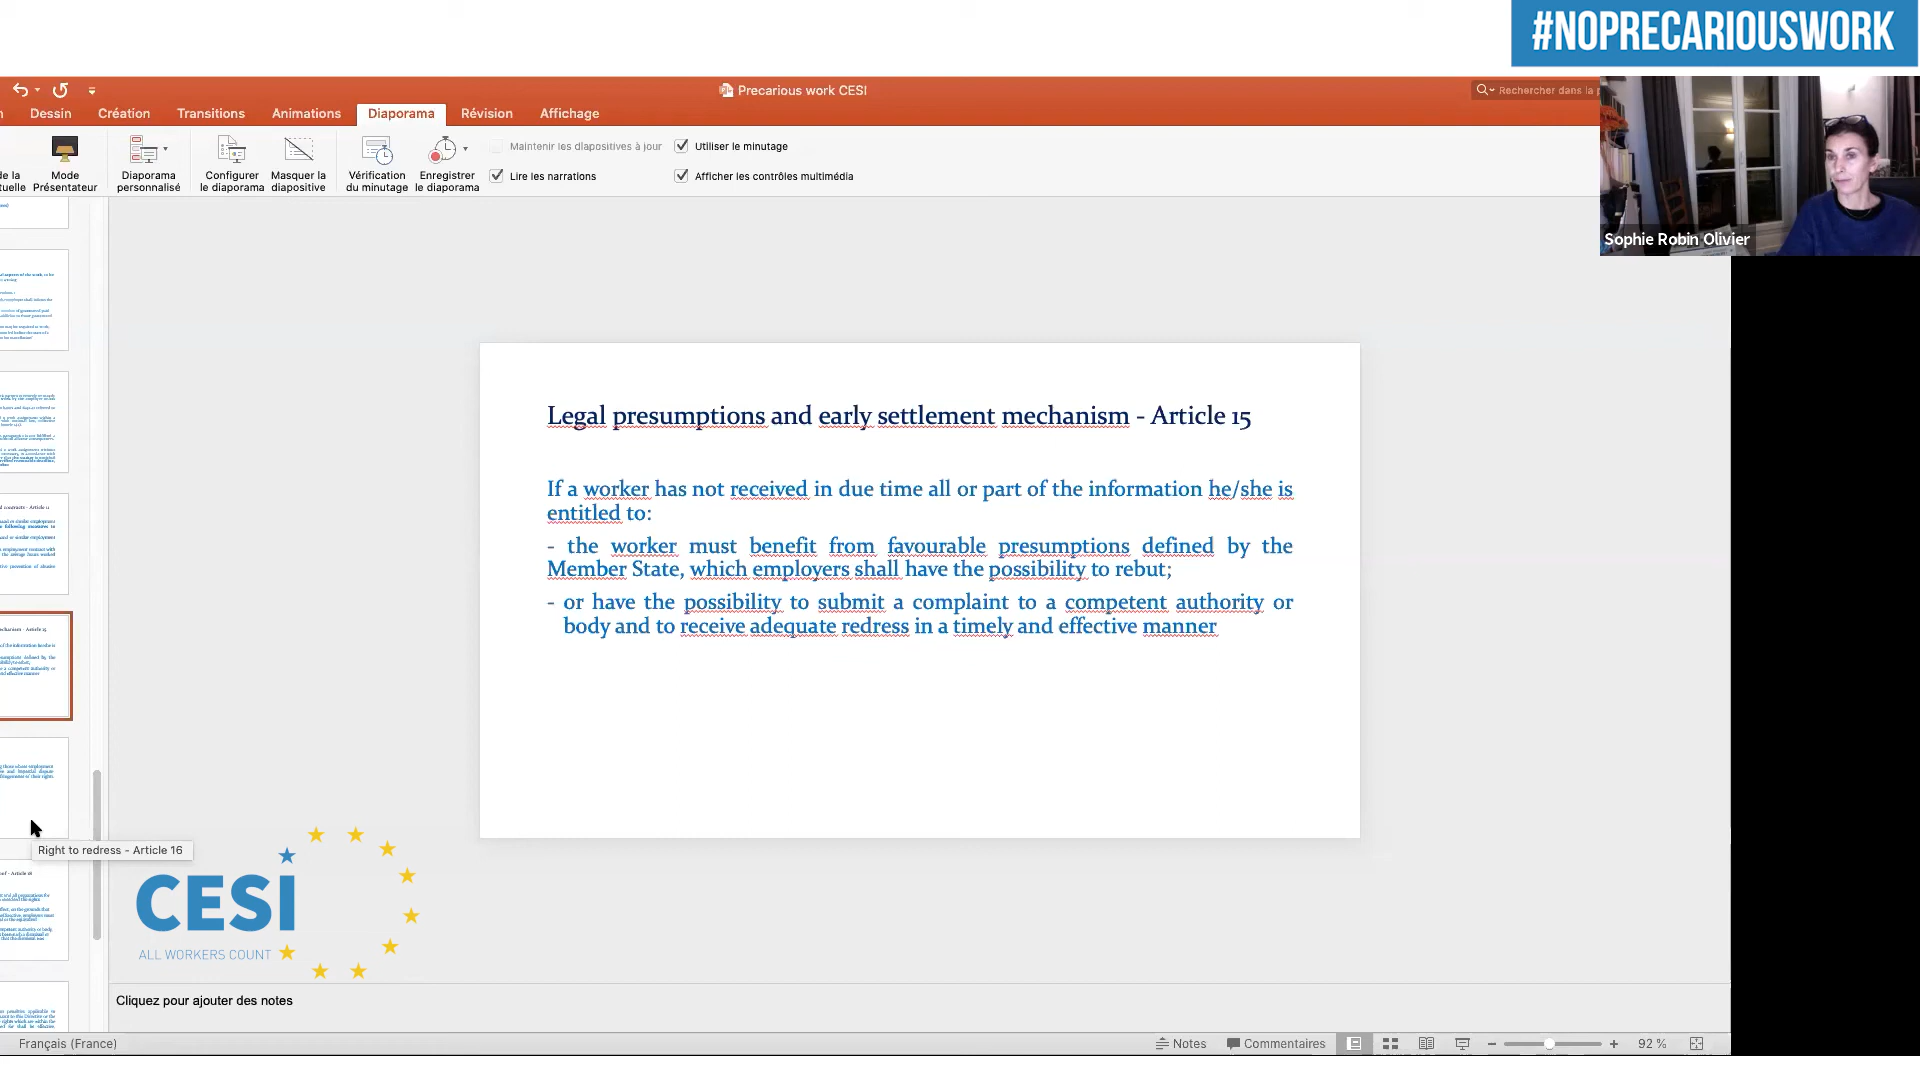 #NOPRECARIOUSWORK
Precarious work CESI
Rechercher dans la p
Dessin
Création
Transitions
Animations
Diaporama
Révision
Affichage
de la
tuelle
Mode
Présentateur
Diaporama
personnalisé
Configurer
le diaporama
Masquer la
diapositive
Vérification
du minutage
Enregistrer
le diaporama
Maintenir les diapositives à jour
Utiliser le minutage
Lire les narrations
Afficher les contrôles multimédia
Sophie Robin Olivier
Legal presumptions and early settlement mechanism - Article 15
If a worker has not received in due time all or part of the information he/she is
entitled to:
- the worker must benefit from favourable presumptions defined by the
Member State, which employers shall have the possibility to rebut;
- or have the possibility to submit a complaint to a competent authority or
body and to receive adequate redress in a timely and effective manner
Right to redress - Article 16
CESI
ALL WORKERS COUNT
Cliquez pour ajouter des notes
Français (France)
Notes
Commentaires
92 %